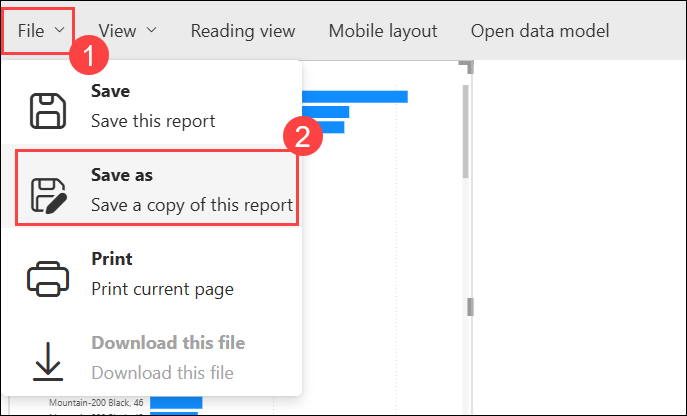 File View Reading view Mobile layout Open data model
1
Save
Save this report
2
Save as
Save a copy of this report
Print
Print current page
Download this file
Download this file
Mountain-200 Black, 46